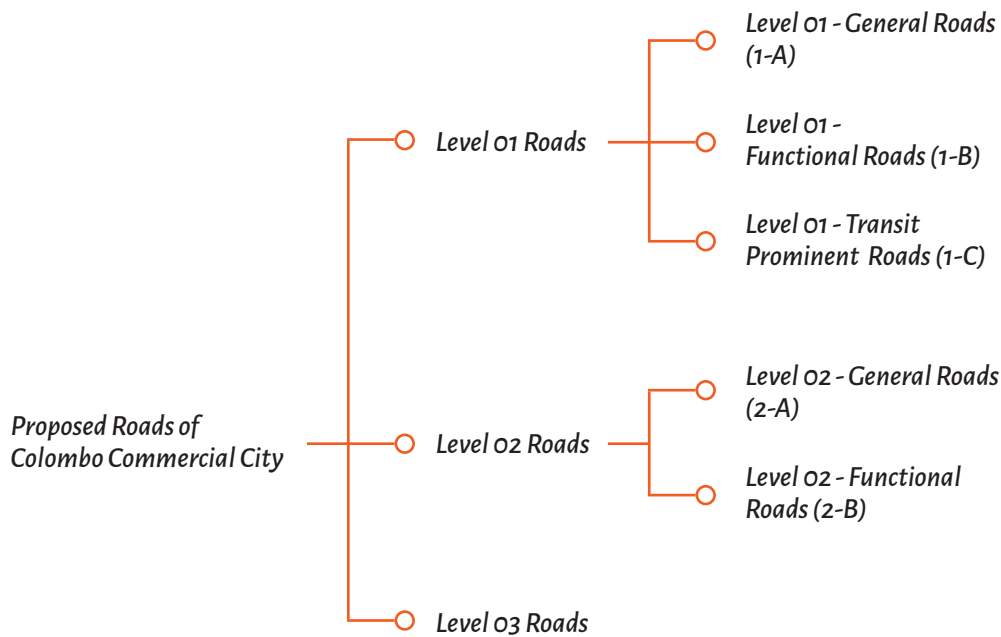 Proposed Roads of
Colombo Commercial City
Level 01 Roads
Level 01 - General Roads
(1-A)
Level 01 -
Functional Roads (1-B)
Level 01 - Transit
Prominent Roads (1-C)
Level 02 Roads
Level 02 - General Roads
(2-A)
Level 02 - Functional
Roads (2-B)
Level 03 Roads